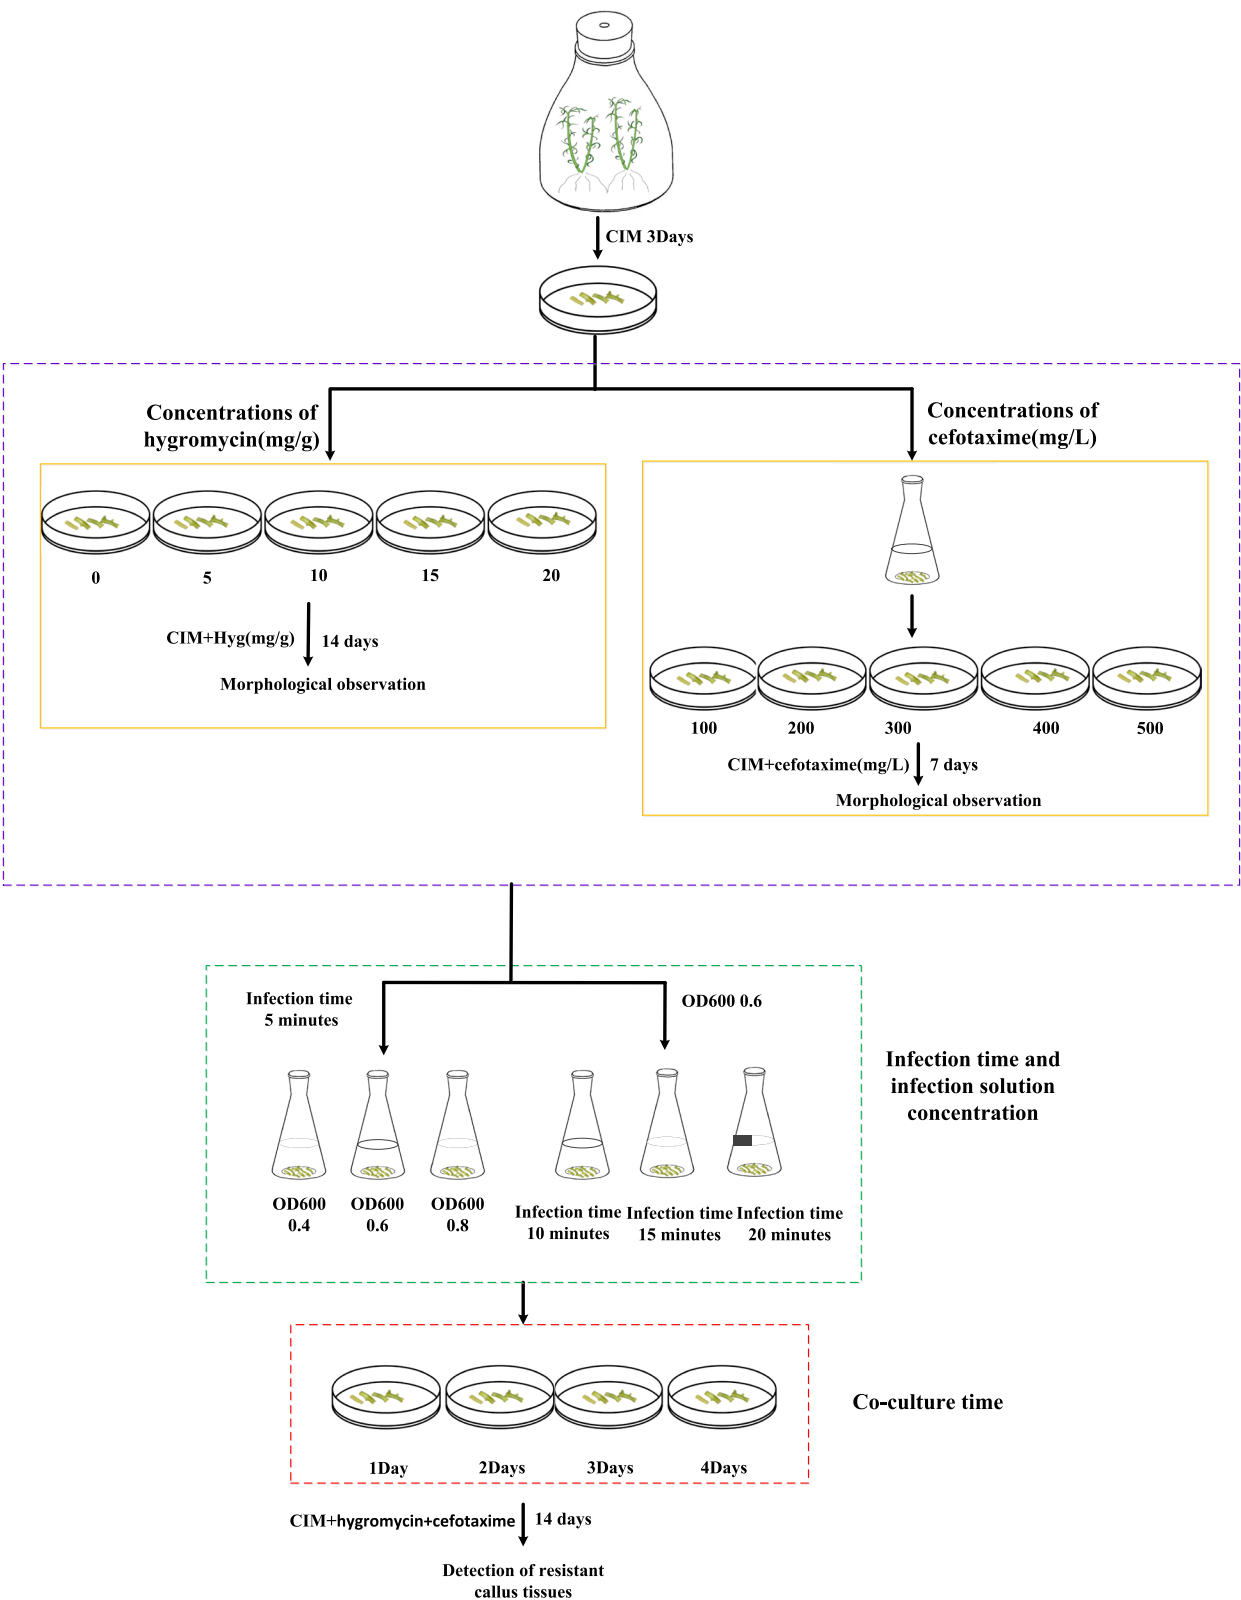 CIM 3Days
Concentrations of
hygromycin(mg/g)
Concentrations of
cefotaxime(mg/L)
0
5
10
15
20
CIM+Hyg(mg/g)
14 days
Morphological observation
100
200
300
400
500
CIM+cefotaxime(mg/L)
7 days
Morphological observation
Infection time
5 minutes
OD600 0.6
Infection time and
infection solution
concentration
OD600
0.4
OD600
0.6
OD600
0.8
Infection time
10 minutes
Infection time
15 minutes
Infection time
20 minutes
Co-culture time
1Day
2Days
3Days
4Days
CIM+hygromycin+cefotaxime
14 days
Detection of resistant
callus tissues